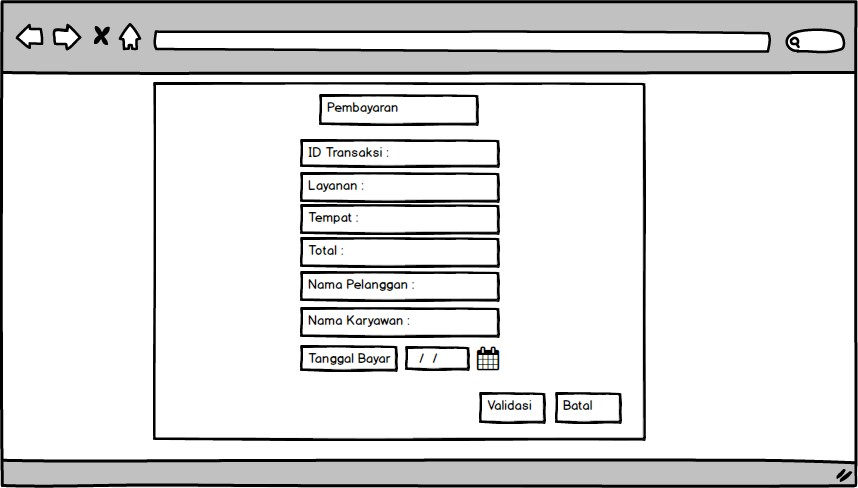 Pembayaran
ID Transaksi :
Layanan :
Tempat :
Total :
Nama Pelanggan :
Nama Karyawan :
Tanggal Bayar / /
Validasi Batal